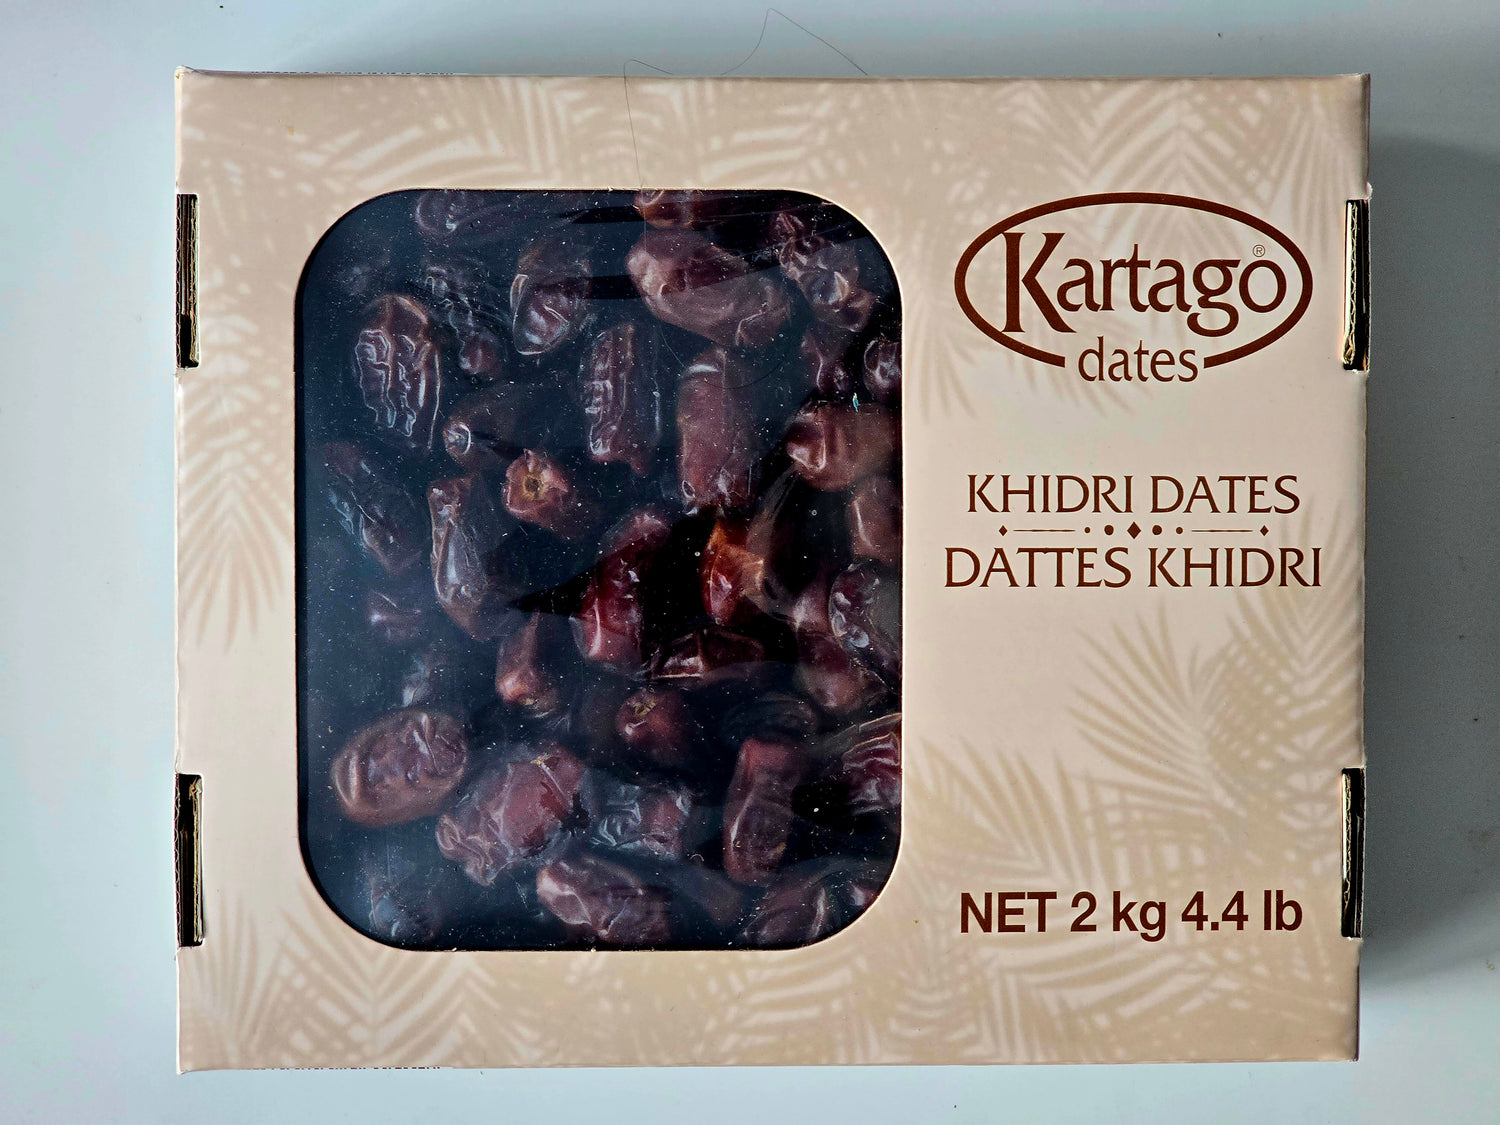 Kartago®
dates
KHIDRI DATES
DATTES KHIDRI
NET 2 kg 4.4 lb